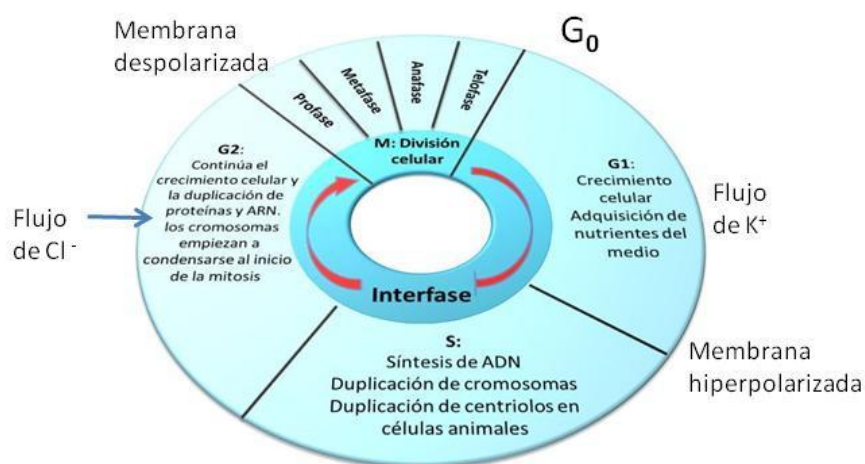 Membrana
despolarizada
G0
Profase
Metafase
Anafase
Telofase
M: División
celular
G2:
Continúa el
crecimiento celular y
la duplicación de
proteínas y ARN.
los cromosomas
empiezan a
condensarse al inicio
de la mitosis
G1:
Crecimiento
celular
Adquisición de
nutrientes del
medio
Flujo
de Cl -
Flujo
de K+
Interfase
S:
Síntesis de ADN
Duplicación de cromosomas
Duplicación de centriolos en
células animales
Membrana
hiperpolarizada